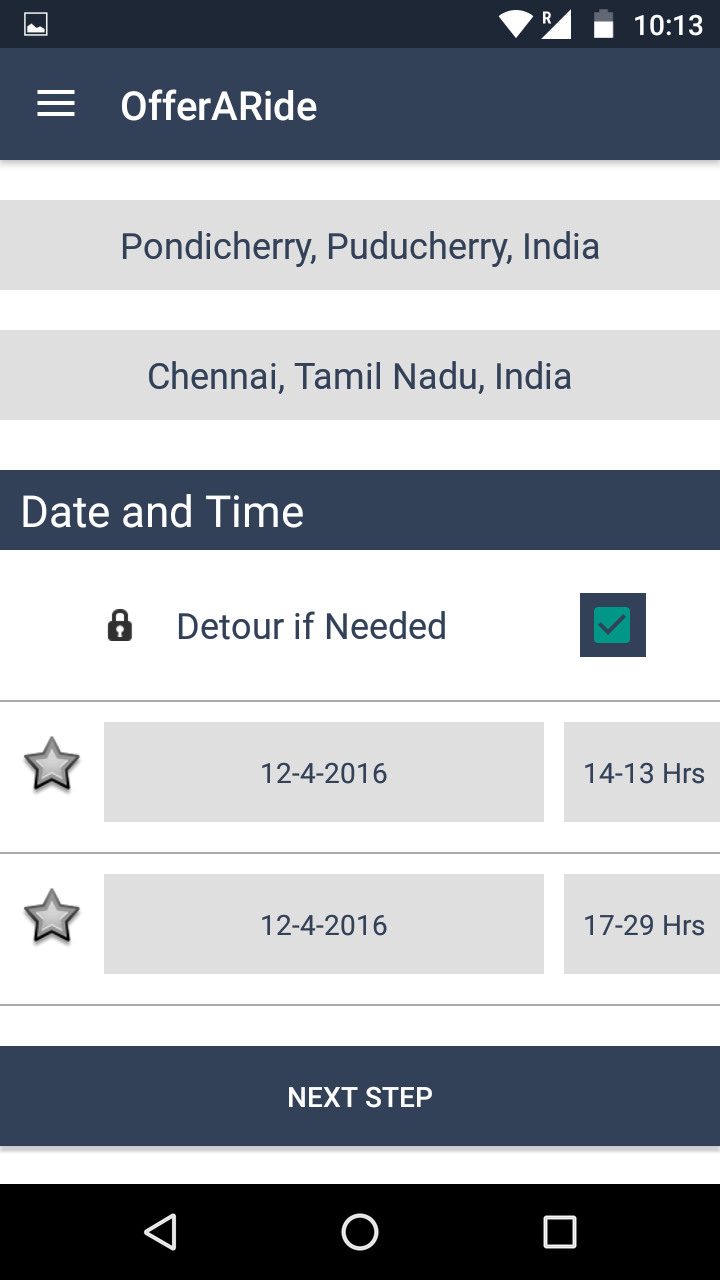 R 10:13
OfferARide
Pondicherry, Puducherry, India
Chennai, Tamil Nadu, India
Date and Time
Detour if Needed
12-4-2016 14-13 Hrs
12-4-2016 17-29 Hrs
NEXT STEP